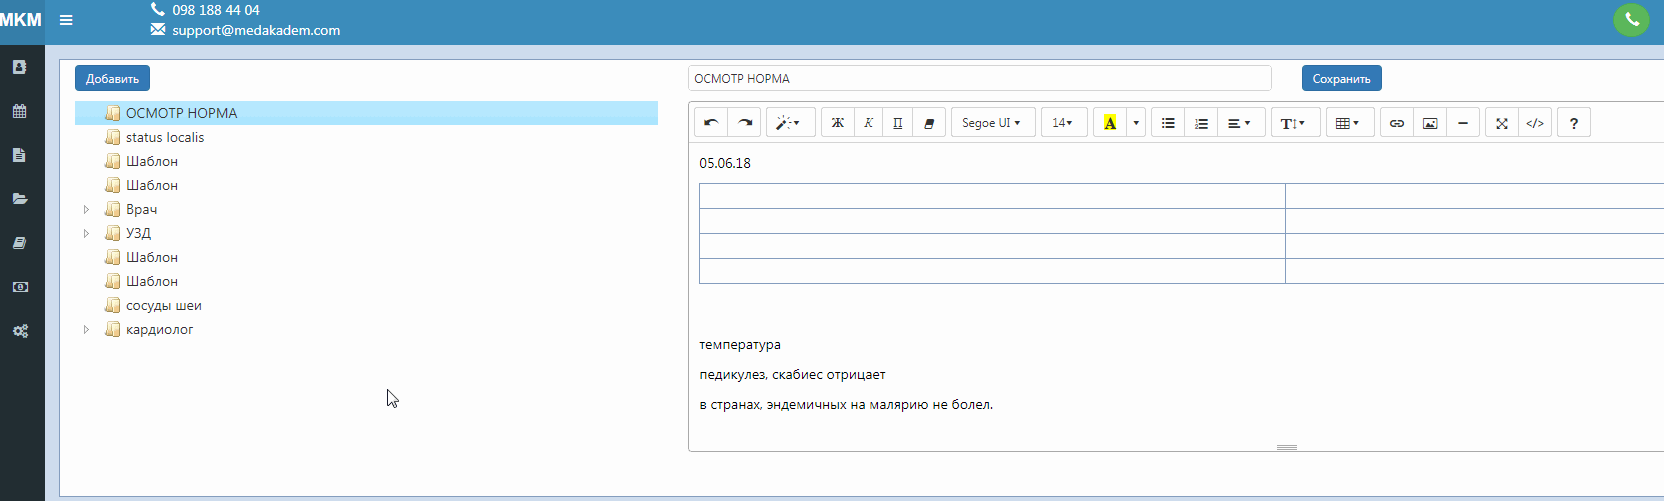 МКМ
098 188 44 04
support@medakadem.com
Добавить
ОСМОТР НОРМА
status localis
Шаблон
Шаблон
Врач
УЗД
Шаблон
Шаблон
сосуды шеи
кардиолог
ОСМОТР НОРМА
Сохранить
Ж К П Segoe UI 14 A T </> ?
05.06.18
температура
педикулез, скабиес отрицает
в странах, эндемичных на малярию не болел.